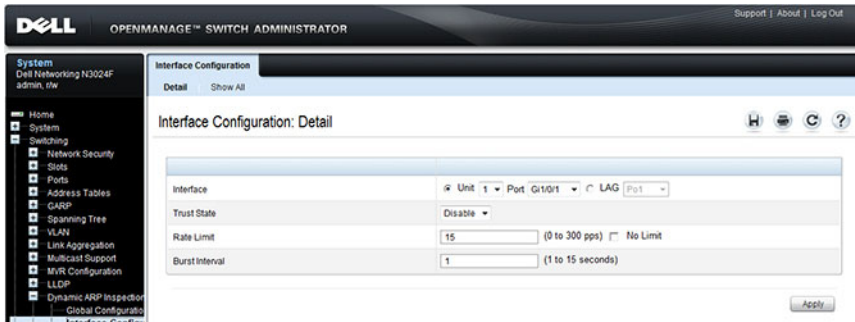 Support | About | Log Out
DELL OPENMANAGE™ SWITCH ADMINISTRATOR
System
Dell Networking N3024F
admin, r/w
Home
System
Switching
Network Security
Slots
Ports
Address Tables
GARP
Spanning Tree
VLAN
Link Aggregation
Multicast Support
MVR Configuration
LLDP
Dynamic ARP Inspection
Global Configuratio
Interface Configu
Interface Configuration
Detail Show All
Interface Configuration: Detail
?
Interface Unit 1 Port Gi1/0/1 LAG Po1
Trust State Disable
Rate Limit 15 (0 to 300 pps) No Limit
Burst Interval 1 (1 to 15 seconds)
Apply